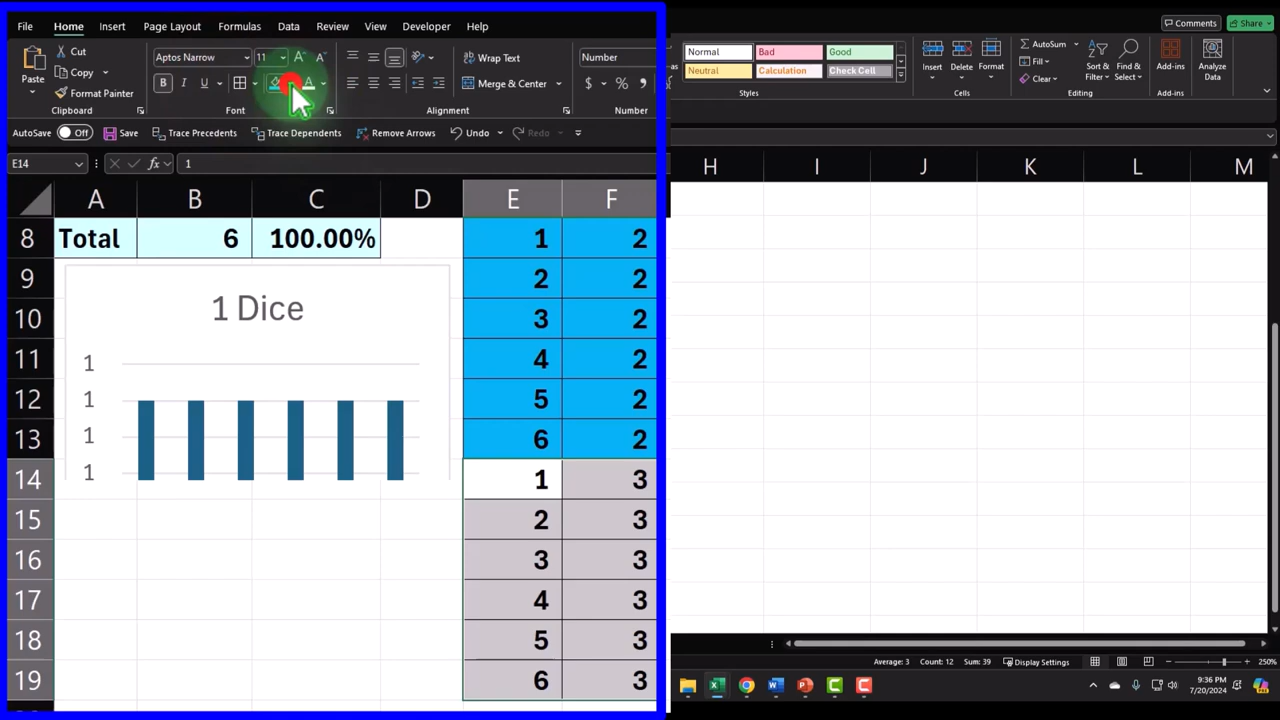 File Home Insert Page Layout Formulas Data Review View Developer Help Comments Share
Cut Aptos Narrow 11 A A Wrap Text Number Normal Bad Good AutoSum
Paste Copy B I U A Merge & Center $ % Neutral Calculation Check Cell Insert Delete Format Fill Sort & Filter Find & Select Add-ins Analyze Data
Format Painter Clear
Clipboard Font Alignment Number Styles Cells Editing Add-ins
AutoSave Off Save Trace Precedents Trace Dependents Remove Arrows Undo Redo
E14 fx 1
A B C D E F H I J K L M
8 Total 6 100.00% 1 2
9 2 2
1 Dice
10 3 2
11 1 4 2
12 1 5 2
13 1 6 2
14 1 1 3
15 2 3
16 3 3
17 4 3
18 5 3
19 6 3
Average: 3 Count: 12 Sum: 39 Display Settings 250%
9:36 PM
7/20/2024